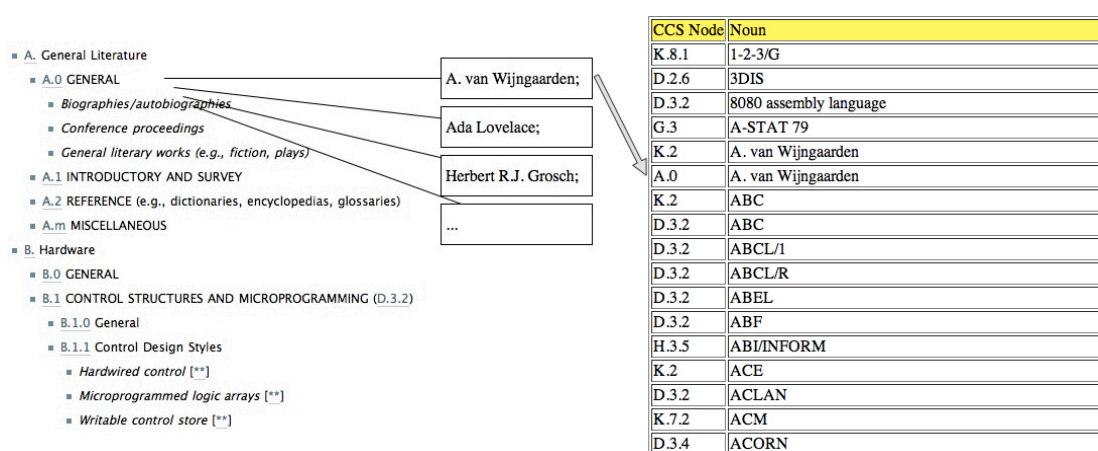 A. General Literature
A.0 GENERAL
Biographies/autobiographies
Conference proceedings
General literary works (e.g., fiction, plays)
A.1 INTRODUCTORY AND SURVEY
A.2 REFERENCE (e.g., dictionaries, encyclopedias, glossaries)
A.m MISCELLANEOUS
B. Hardware
B.0 GENERAL
B.1 CONTROL STRUCTURES AND MICROPROGRAMMING (D.3.2)
B.1.0 General
B.1.1 Control Design Styles
Hardwired control [**]
Microprogrammed logic arrays [**]
Writable control store [**]
A. van Wijngaarden;
Ada Lovelace;
Herbert R.J. Grosch;
...
CCS Node Noun
K.8.1 1-2-3/G
D.2.6 3DIS
D.3.2 8080 assembly language
G.3 A-STAT 79
K.2 A. van Wijngaarden
A.0 A. van Wijngaarden
K.2 ABC
D.3.2 ABC
D.3.2 ABCL/1
D.3.2 ABCL/R
D.3.2 ABEL
D.3.2 ABF
H.3.5 ABI/INFORM
K.2 ACE
D.3.2 ACLAN
K.7.2 ACM
D.3.4 ACORN